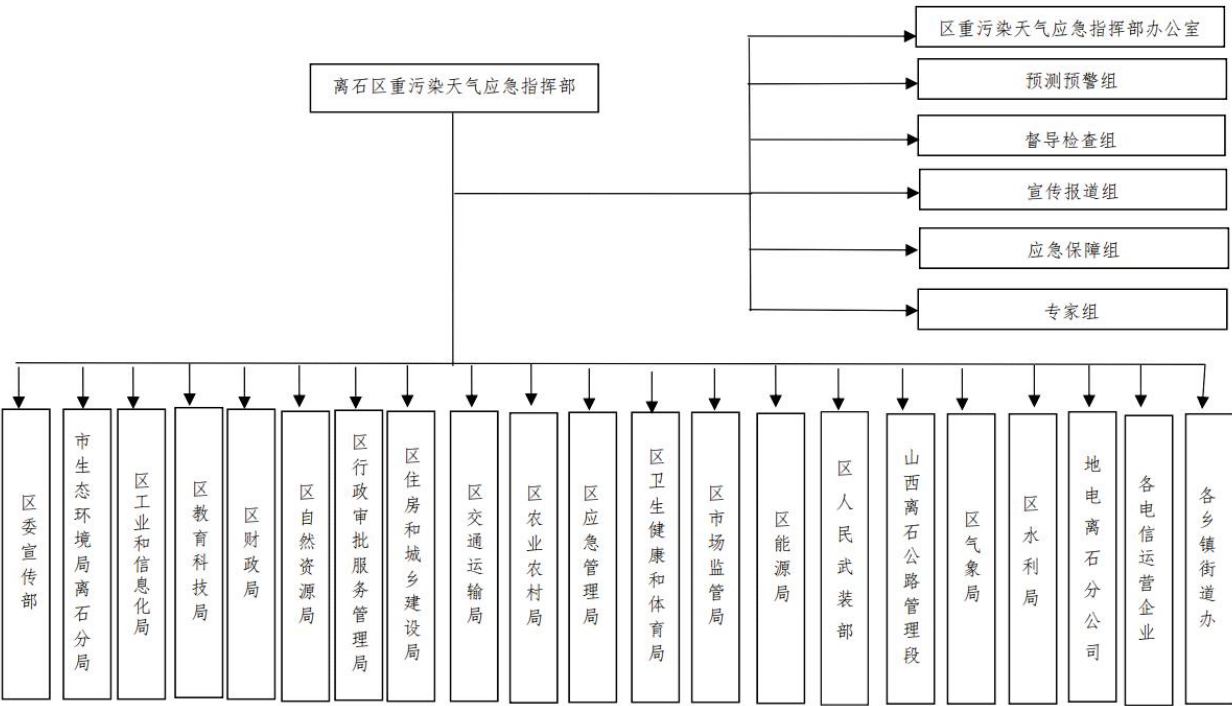 区重污染天气应急指挥部办公室
离石区重污染天气应急指挥部
预测预警组
督导检查组
宣传报道组
应急保障组
专家组
区委宣传部
市生态环境局离石分局
区工业和信息化局
区教育科技局
区财政局
区自然资源局
区行政审批服务管理局
区住房和城乡建设局
区交通运输局
区农业农村局
区应急管理局
区卫生健康和体育局
区市场监管局
区能源局
区人民武装部
山西离石公路管理段
区气象局
区水利局
地电离石分公司
各电信运营企业
各乡镇街道办